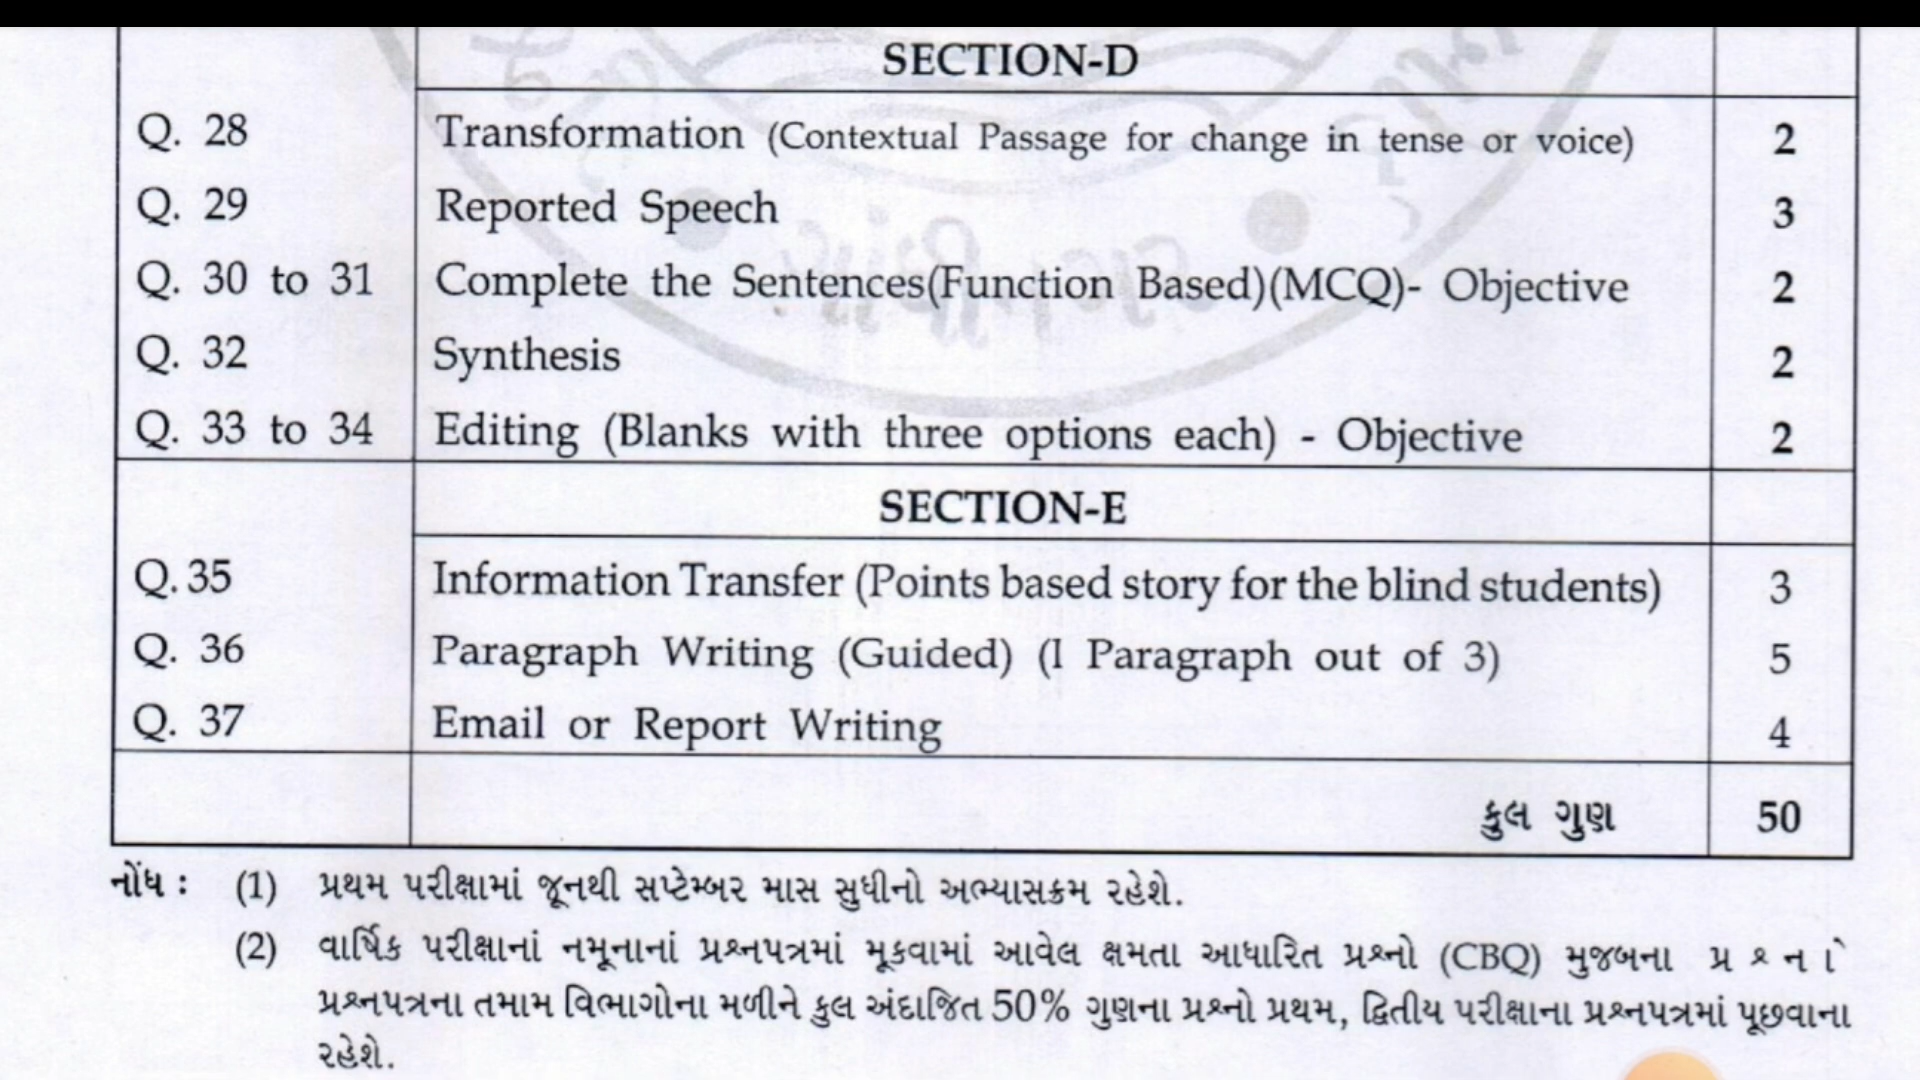 SECTION-D
Q. 28 Transformation (Contextual Passage for change in tense or voice) 2
Q. 29 Reported Speech 3
Q. 30 to 31 Complete the Sentences(Function Based)(MCQ)- Objective 2
Q. 32 Synthesis 2
Q. 33 to 34 Editing (Blanks with three options each) - Objective 2
SECTION-E
Q. 35 Information Transfer (Points based story for the blind students) 3
Q. 36 Paragraph Writing (Guided) (I Paragraph out of 3) 5
Q. 37 Email or Report Writing 4
કુલ ગુણ 50
નોંધ : (1) પ્રથમ પરીક્ષામાં જૂનથી સપ્ટેમ્બર માસ સુધીનો અભ્યાસક્રમ રહેશે.
(2) વાર્ષિક પરીક્ષાનાં નમૂનાનાં પ્રશ્નપત્રમાં મૂકવામાં આવેલ ક્ષમતા આધારિત પ્રશ્નો (CBQ) મુજબના પ્રશ્નો
પ્રશ્નપત્રના તમામ વિભાગોના મળીને કુલ અંદાજિત 50% ગુણના પ્રશ્નો પ્રથમ, દ્વિતીય પરીક્ષાના પ્રશ્નપત્રમાં પૂછવાના
રહેશે.